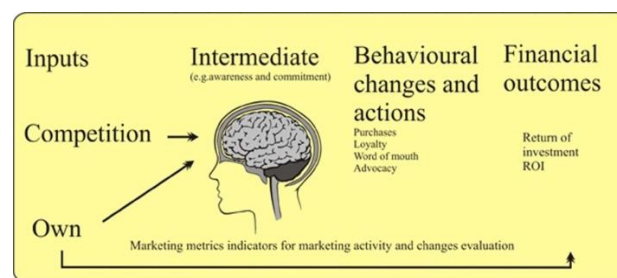 Inputs
Intermediate
(e.g.awareness and commitment)
Behavioural
changes and
actions
Purchases
Loyalty
Word of mouth
Advocacy
Financial
outcomes
Return of
investment
ROI
Competition
Own
Marketing metrics indicators for marketing activity and changes evaluation